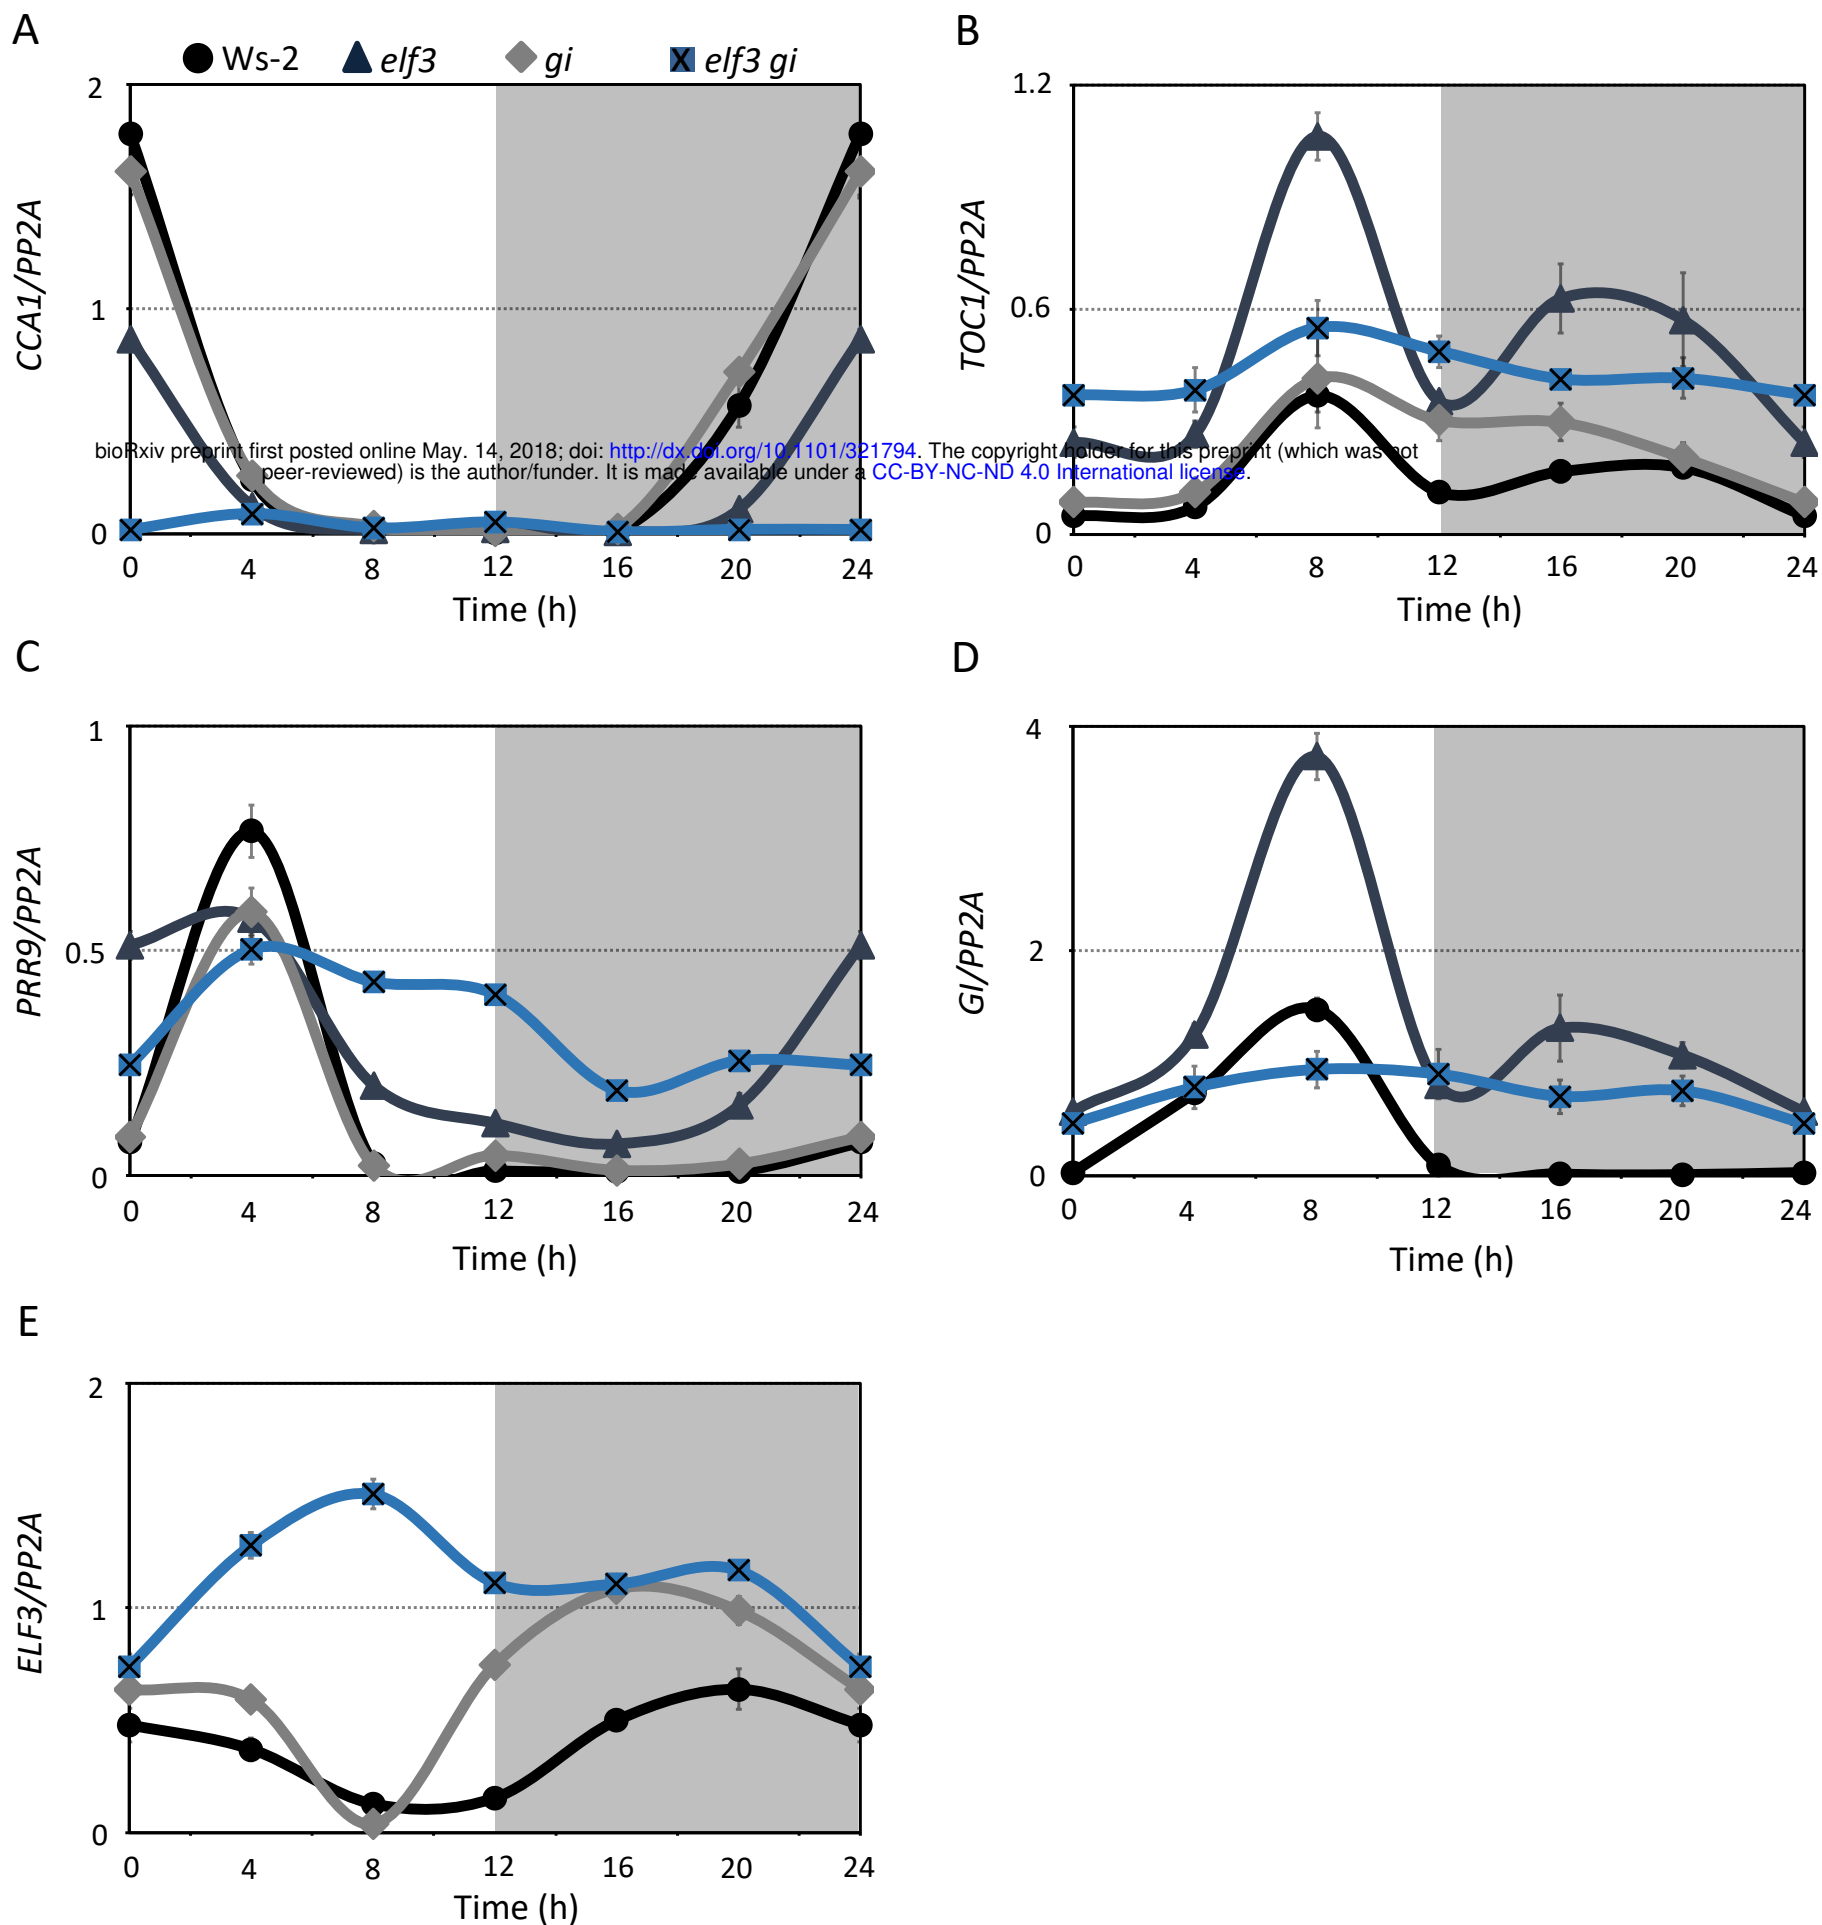 A
Ws-2 elf3 gi elf3 gi
2
1
0
CCA1/PP2A
0 4 8 12 16 20 24
Time (h)
B
1.2
0.6
0
TOC1/PP2A
0 4 8 12 16 20 24
Time (h)
bioRxiv preprint first posted online May. 14, 2018; doi: http://dx.doi.org/10.1101/321794. The copyright holder for this preprint (which was not
peer-reviewed) is the author/funder. It is made available under a CC-BY-NC-ND 4.0 International license.
C
1
0.5
0
PRR9/PP2A
0 4 8 12 16 20 24
Time (h)
D
4
2
0
GI/PP2A
0 4 8 12 16 20 24
Time (h)
E
2
1
0
ELF3/PP2A
0 4 8 12 16 20 24
Time (h)